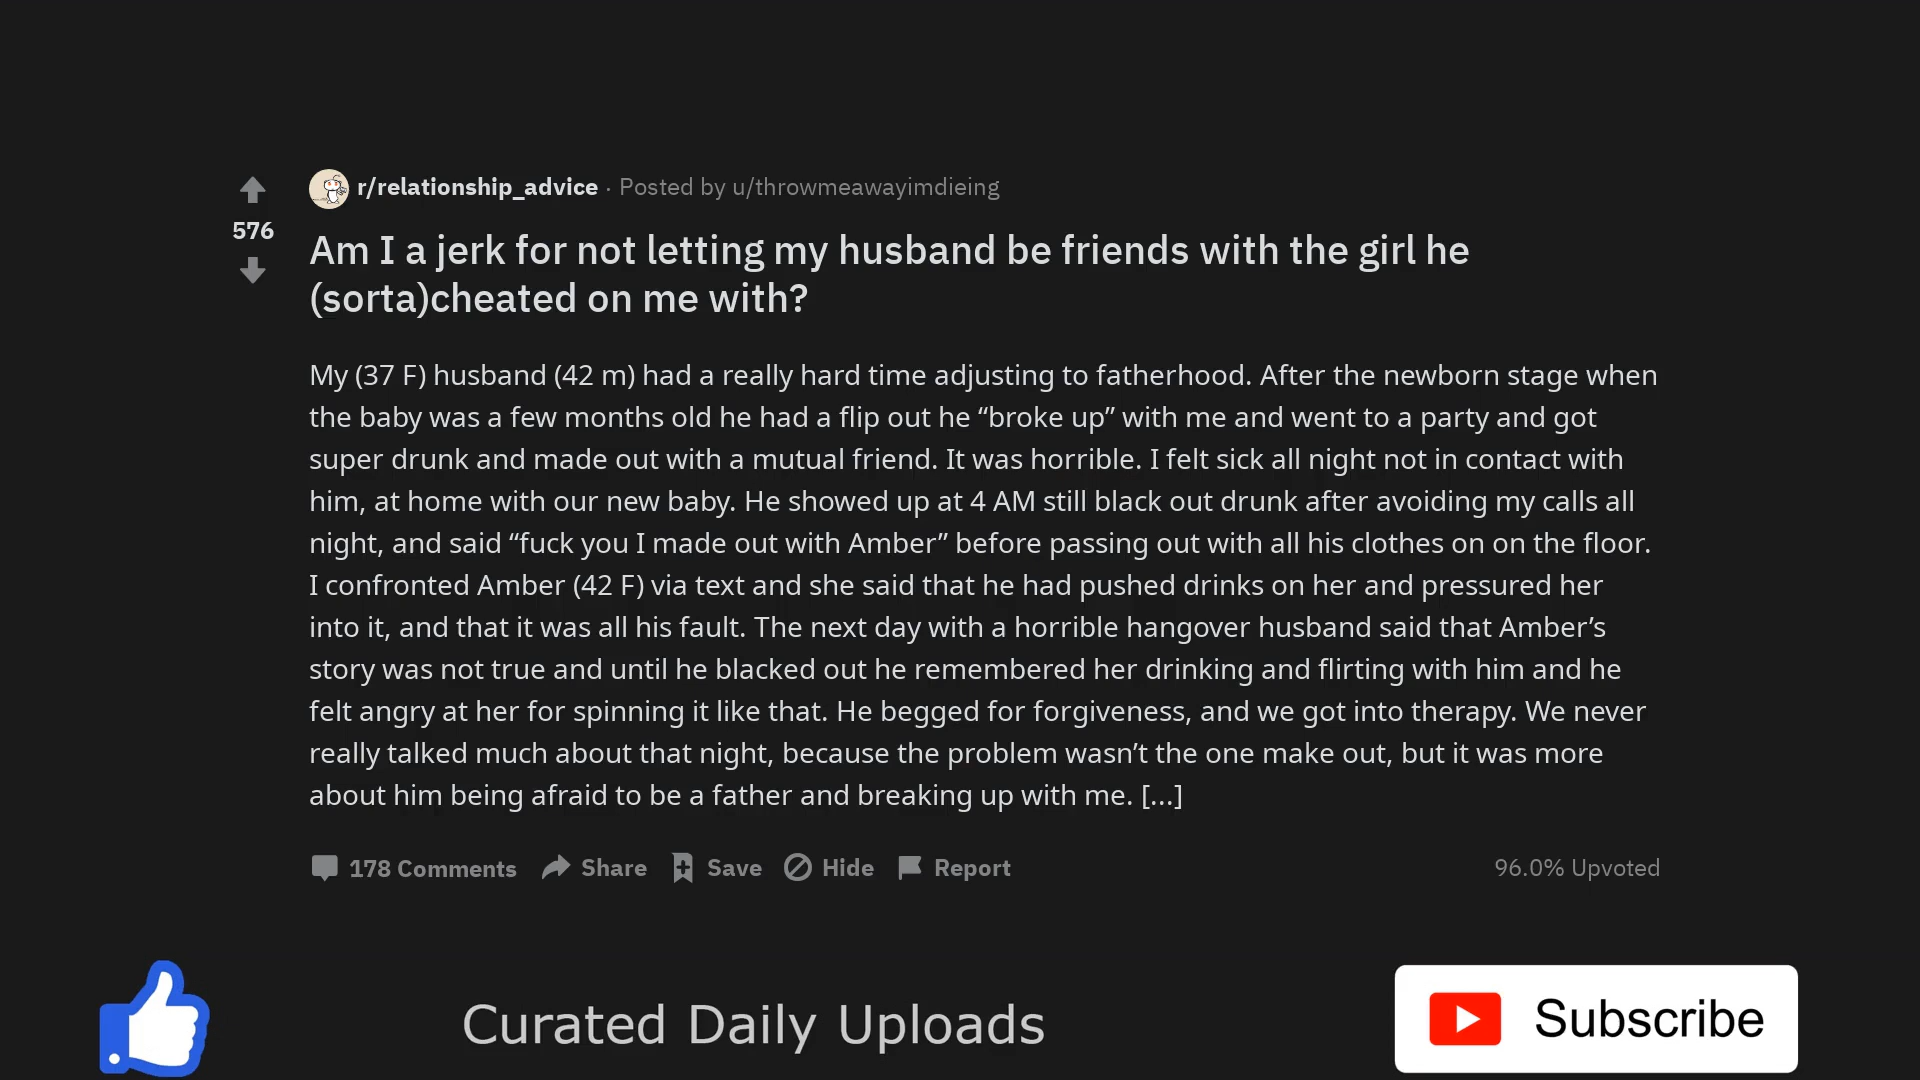 r/relationship_advice · Posted by u/throwmeawayimdieing
576
Am I a jerk for not letting my husband be friends with the girl he
(sorta)cheated on me with?
My (37 F) husband (42 m) had a really hard time adjusting to fatherhood. After the newborn stage when
the baby was a few months old he had a flip out he “broke up” with me and went to a party and got
super drunk and made out with a mutual friend. It was horrible. I felt sick all night not in contact with
him, at home with our new baby. He showed up at 4 AM still black out drunk after avoiding my calls all
night, and said “fuck you I made out with Amber” before passing out with all his clothes on on the floor.
I confronted Amber (42 F) via text and she said that he had pushed drinks on her and pressured her
into it, and that it was all his fault. The next day with a horrible hangover husband said that Amber’s
story was not true and until he blacked out he remembered her drinking and flirting with him and he
felt angry at her for spinning it like that. He begged for forgiveness, and we got into therapy. We never
really talked much about that night, because the problem wasn’t the one make out, but it was more
about him being afraid to be a father and breaking up with me. [...]
178 Comments Share Save Hide Report 96.0% Upvoted
Curated Daily Uploads
Subscribe